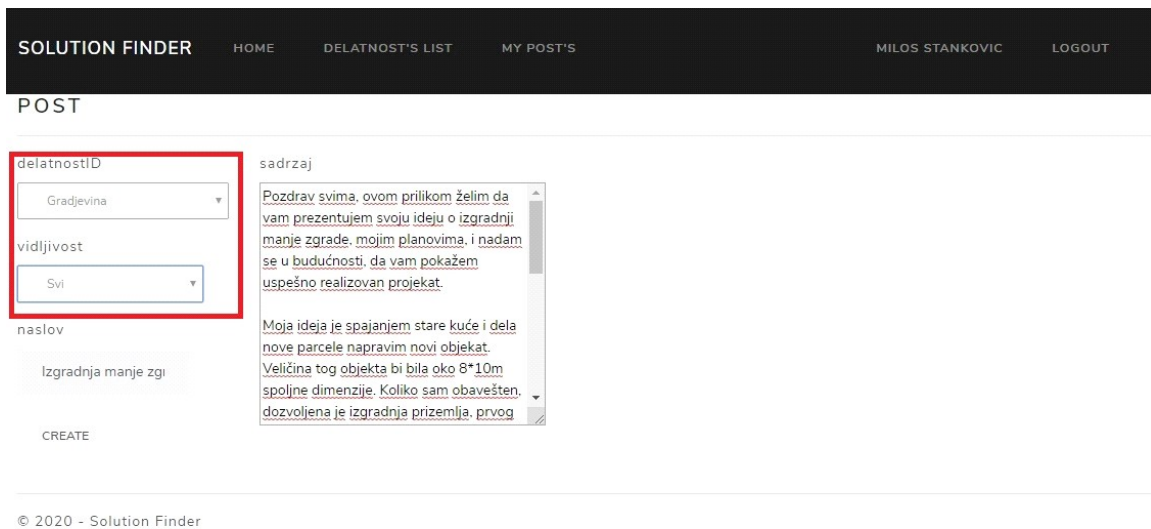 SOLUTION FINDER HOME DELATNOST'S LIST MY POST'S MILOS STANKOVIC LOGOUT
POST
delatnostID
Gradjevina
vidljivost
Svi
naslov
Izgradnja manje zgi
CREATE
sadrzaj
Pozdrav svima, ovom prilikom želim da
vam prezentujem svoju ideju o izgradnji
manje zgrade, mojim planovima, i nadam
se u budućnosti, da vam pokažem
uspešno realizovan projekat.
Moja ideja je spajanjem stare kuće i dela
nove parcele napravim novi objekat.
Veličina tog objekta bi bila oko 8*10m
spoljne dimenzije. Koliko sam obavešten,
dozvoljena je izgradnja prizemlja, prvog
© 2020 - Solution Finder